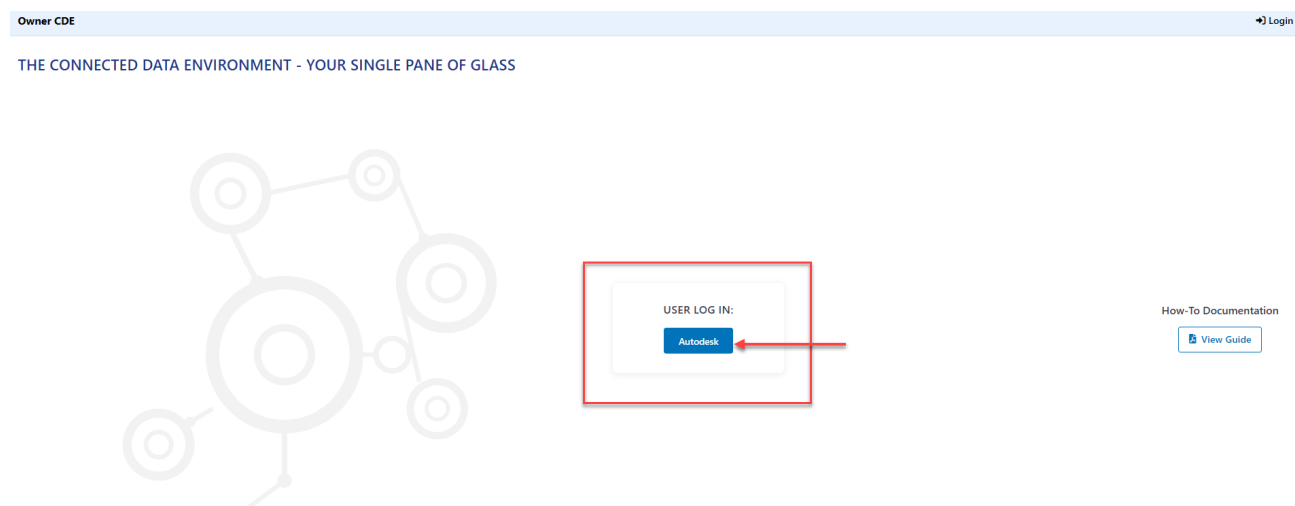 Owner CDE
Login
THE CONNECTED DATA ENVIRONMENT - YOUR SINGLE PANE OF GLASS
USER LOG IN:
Autodesk
How-To Documentation
View Guide